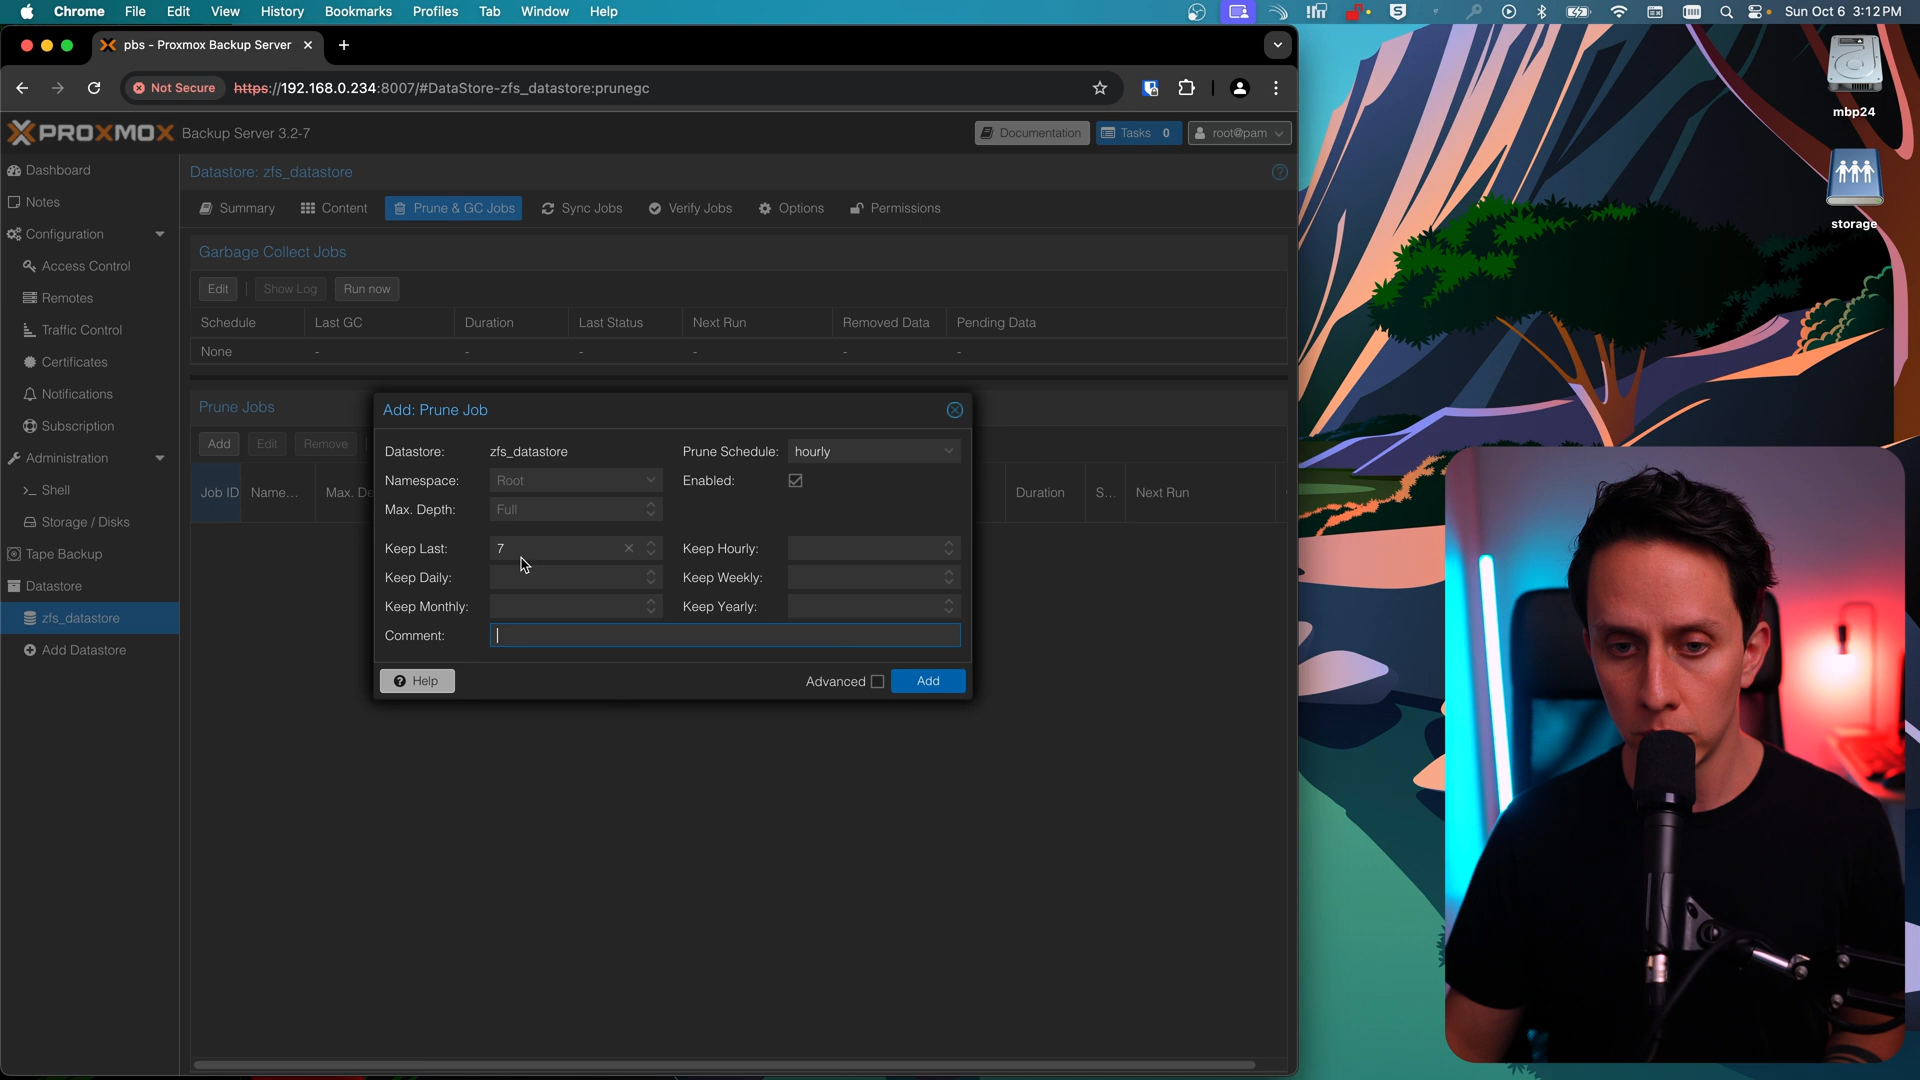 Chrome File Edit View History Bookmarks Profiles Tab Window Help Sun Oct 6 3:12 PM
pbs - Proxmox Backup Server
Not Secure https://192.168.0.234:8007/#DataStore-zfs_datastore:prunegc
PROXMOX Backup Server 3.2-7 Documentation Tasks 0 root@pam
mbp24
storage
Dashboard
Notes
Configuration
Access Control
Remotes
Traffic Control
Certificates
Notifications
Subscription
Administration
Shell
Storage / Disks
Tape Backup
Datastore
zfs_datastore
Add Datastore
Datastore: zfs_datastore
Summary Content Prune & GC Jobs Sync Jobs Verify Jobs Options Permissions
Garbage Collect Jobs
Edit Show Log Run now
Schedule Last GC Duration Last Status Next Run Removed Data Pending Data
None - - - - - -
Prune Jobs
Add Edit Remove
Job ID Name... Max. De Duration S... Next Run
Add: Prune Job
Datastore: zfs_datastore Prune Schedule: hourly
Namespace: Root Enabled:
Max. Depth: Full
Keep Last: 7 Keep Hourly:
Keep Daily: Keep Weekly:
Keep Monthly: Keep Yearly:
Comment:
Help Advanced Add